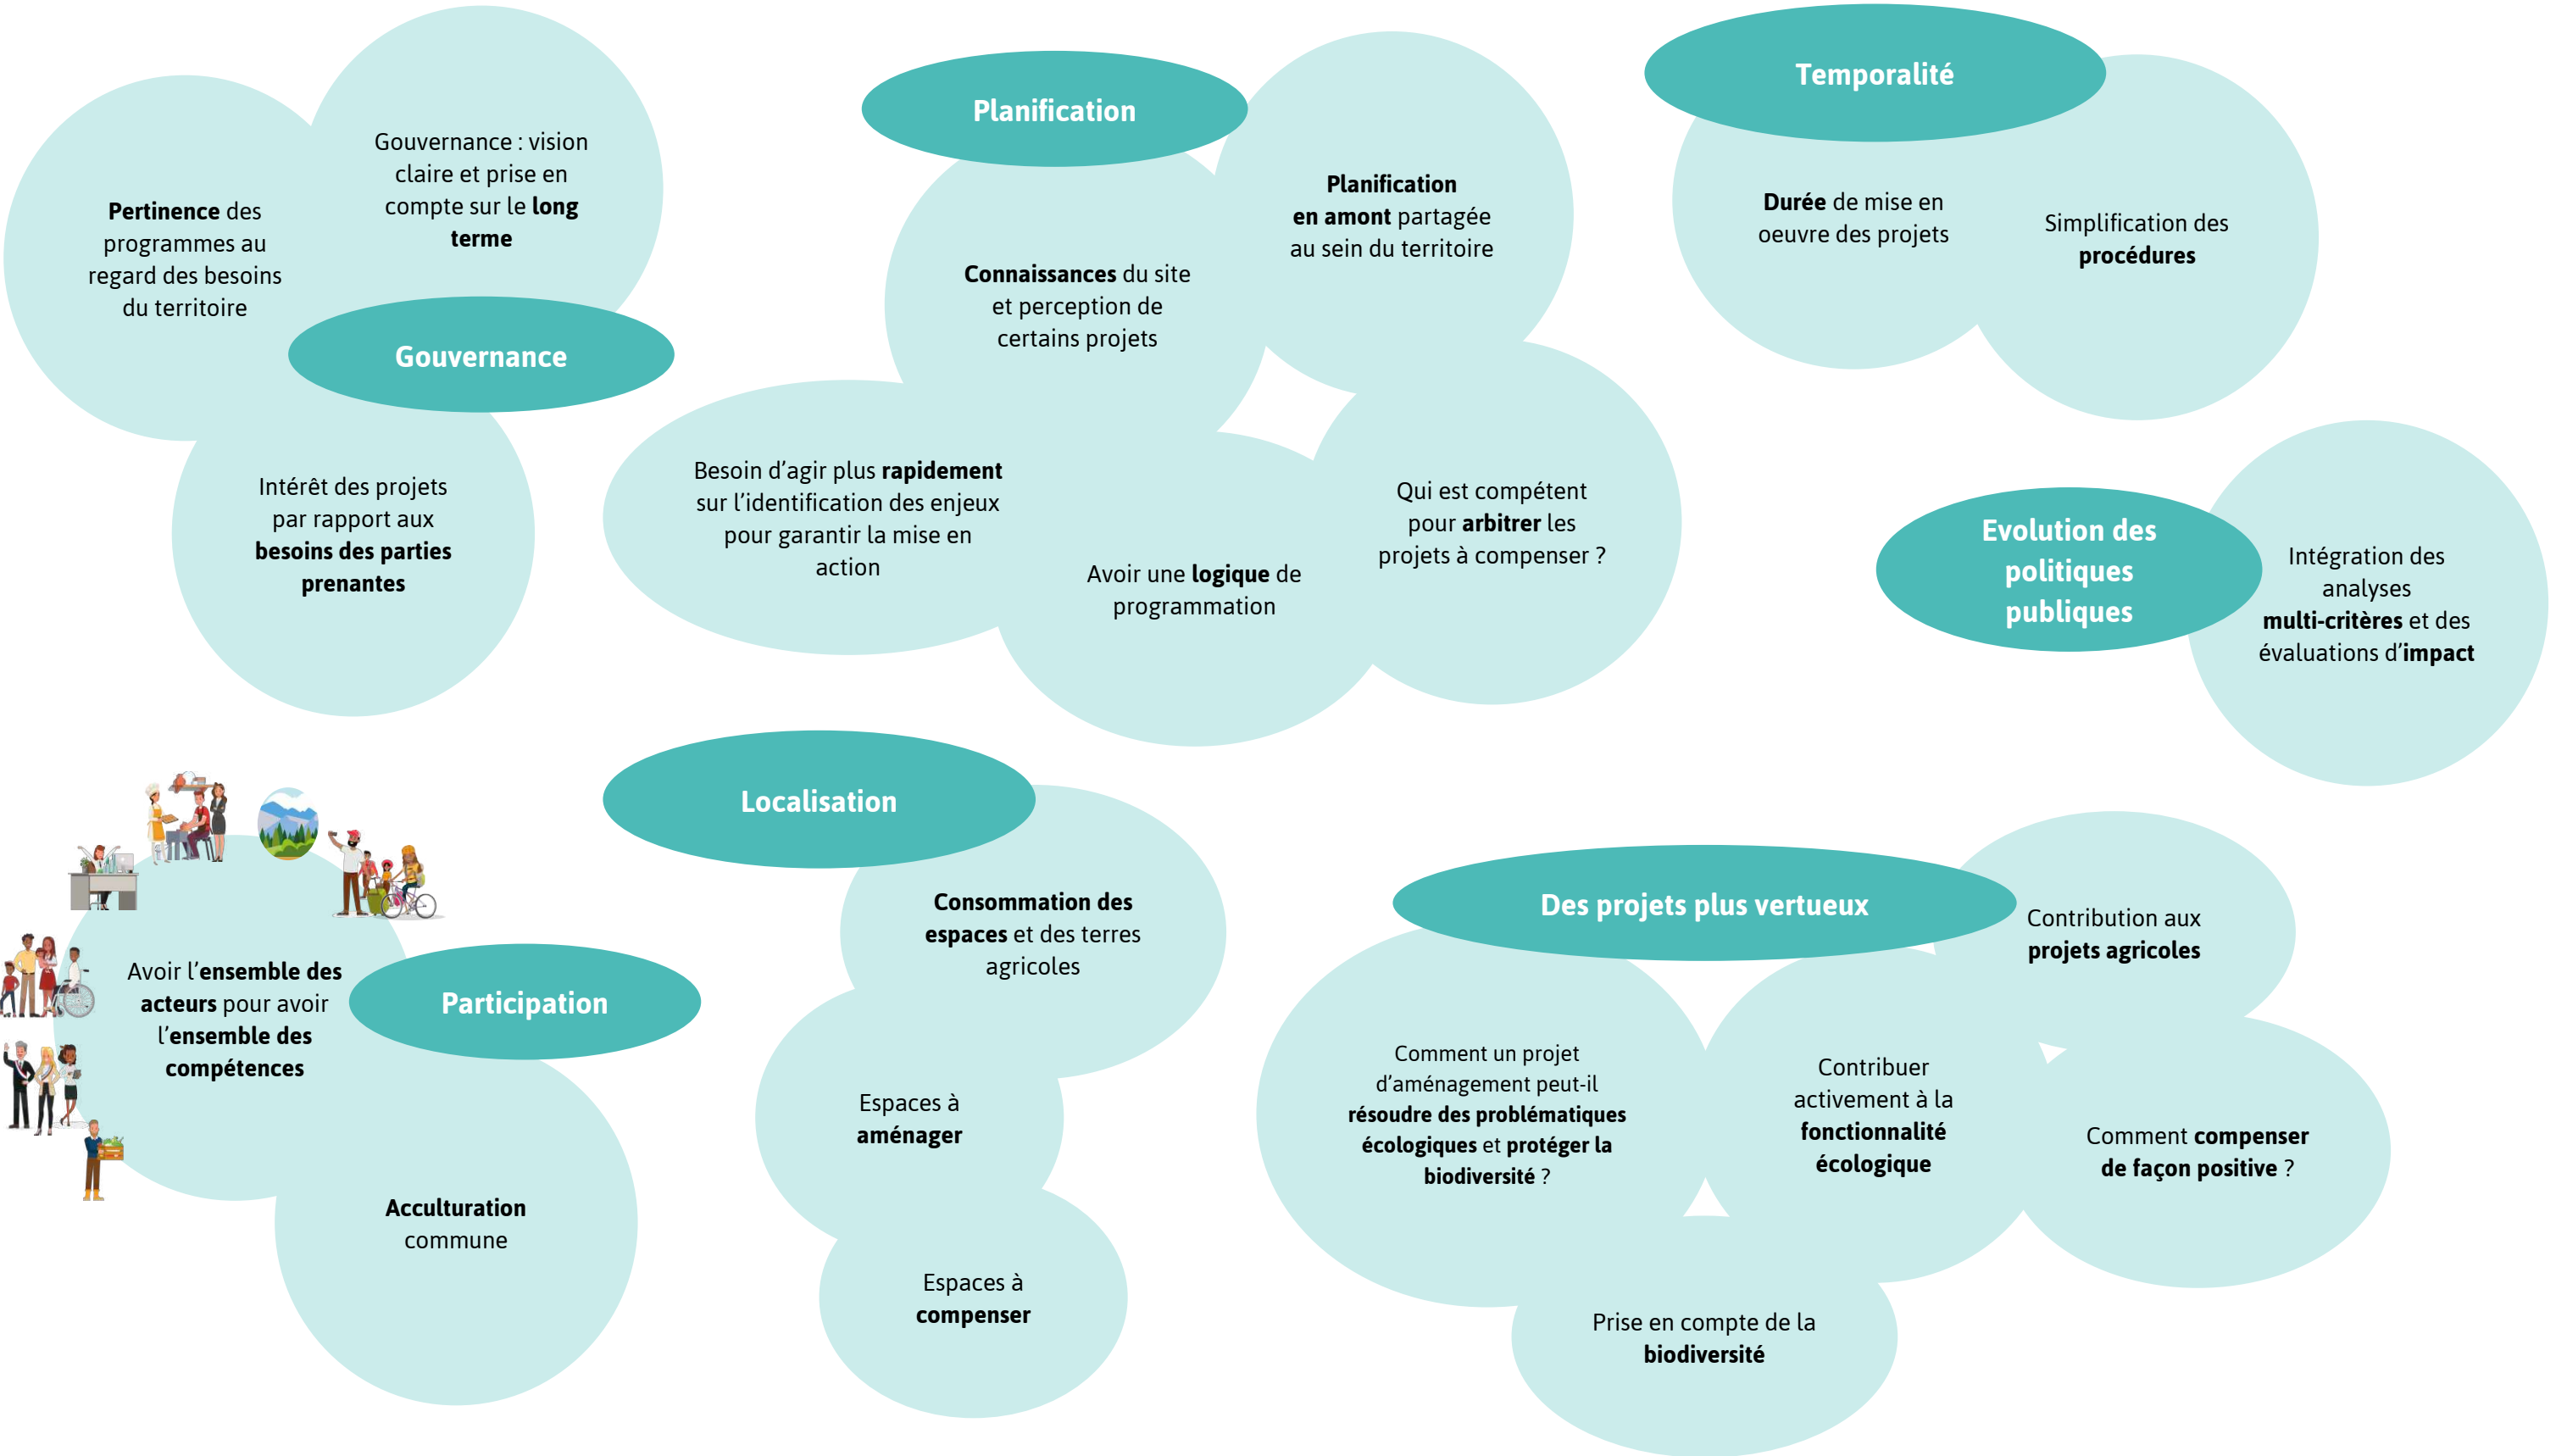 Gouvernance : vision
claire et prise en
compte sur le long
terme
Pertinence des
programmes au
regard des besoins
du territoire
Gouvernance
Intérêt des projets
par rapport aux
besoins des parties
prenantes
Planification
Planification
en amont partagée
au sein du territoire
Connaissances du site
et perception de
certains projets
Besoin d’agir plus rapidement
sur l’identification des enjeux
pour garantir la mise en
action
Avoir une logique de
programmation
Qui est compétent
pour arbitrer les
projets à compenser ?
Temporalité
Durée de mise en
oeuvre des projets
Simplification des
procédures
Evolution des
politiques
publiques
Intégration des
analyses
multi-critères et des
évaluations d’impact
Avoir l’ensemble des
acteurs pour avoir
l’ensemble des
compétences
Participation
Acculturation
commune
Localisation
Consommation des
espaces et des terres
agricoles
Espaces à
aménager
Espaces à
compenser
Des projets plus vertueux
Contribution aux
projets agricoles
Comment un projet
d’aménagement peut-il
résoudre des problématiques
écologiques et protéger la
biodiversité ?
Contribuer
activement à la
fonctionnalité
écologique
Comment compenser
de façon positive ?
Prise en compte de la
biodiversité